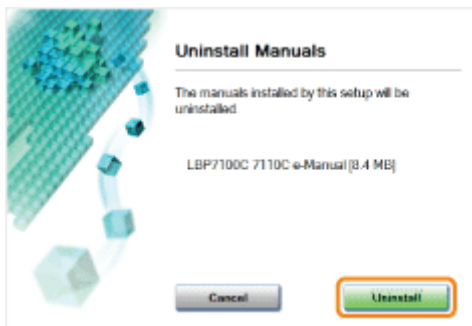 Uninstall Manuals
The manuals installed by this setup will be
uninstalled.
LBP7100C 7110C e-Manual [8.4 MB]
Cancel
Uninstall